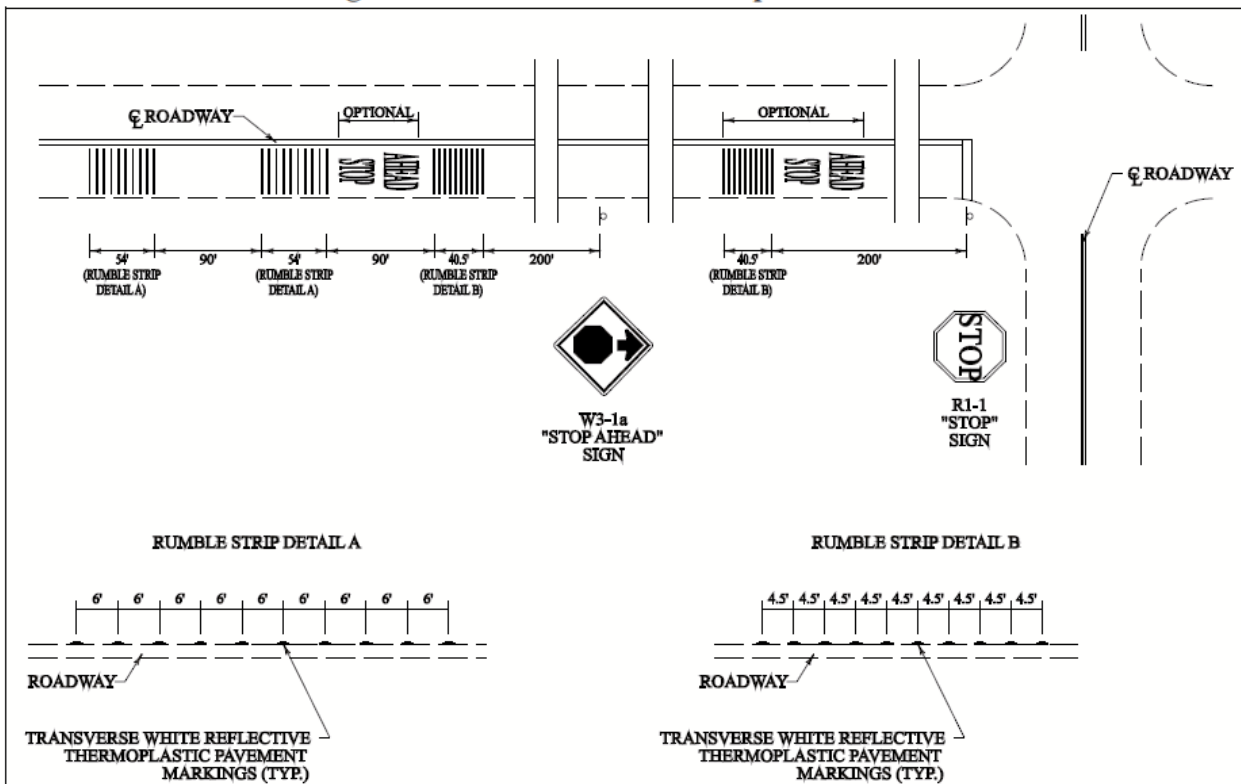 ℄ ROADWAY
OPTIONAL
OPTIONAL
STOP
AHEAD
STOP
AHEAD
℄ ROADWAY
54'
(RUMBLE STRIP
DETAIL A)
90'
54'
(RUMBLE STRIP
DETAIL A)
90'
40.5'
(RUMBLE STRIP
DETAIL B)
200'
40.5'
(RUMBLE STRIP
DETAIL B)
200'
W3-1a
"STOP AHEAD"
SIGN
STOP
R1-1
"STOP"
SIGN
RUMBLE STRIP DETAIL A
6' 6' 6' 6' 6' 6' 6' 6' 6'
ROADWAY
TRANSVERSE WHITE REFLECTIVE
THERMOPLASTIC PAVEMENT
MARKINGS (TYP.)
RUMBLE STRIP DETAIL B
4.5' 4.5' 4.5' 4.5' 4.5' 4.5' 4.5' 4.5' 4.5'
ROADWAY
TRANSVERSE WHITE REFLECTIVE
THERMOPLASTIC PAVEMENT
MARKINGS (TYP.)